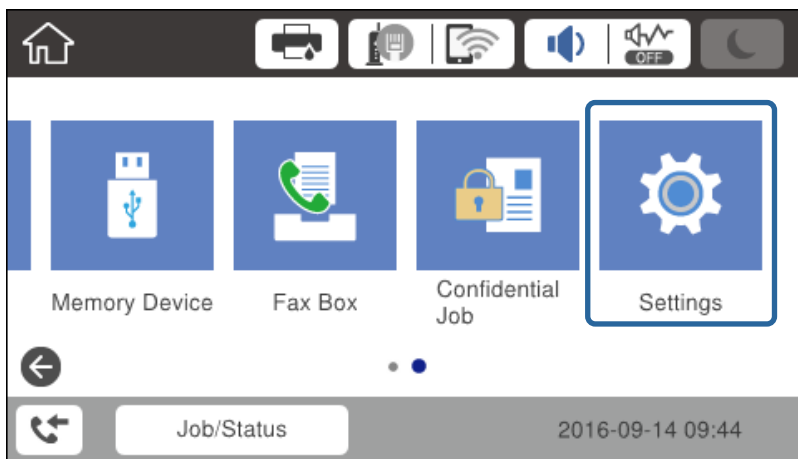 OFF
Memory Device
Fax Box
Confidential
Job
Settings
Job/Status
2016-09-14 09:44